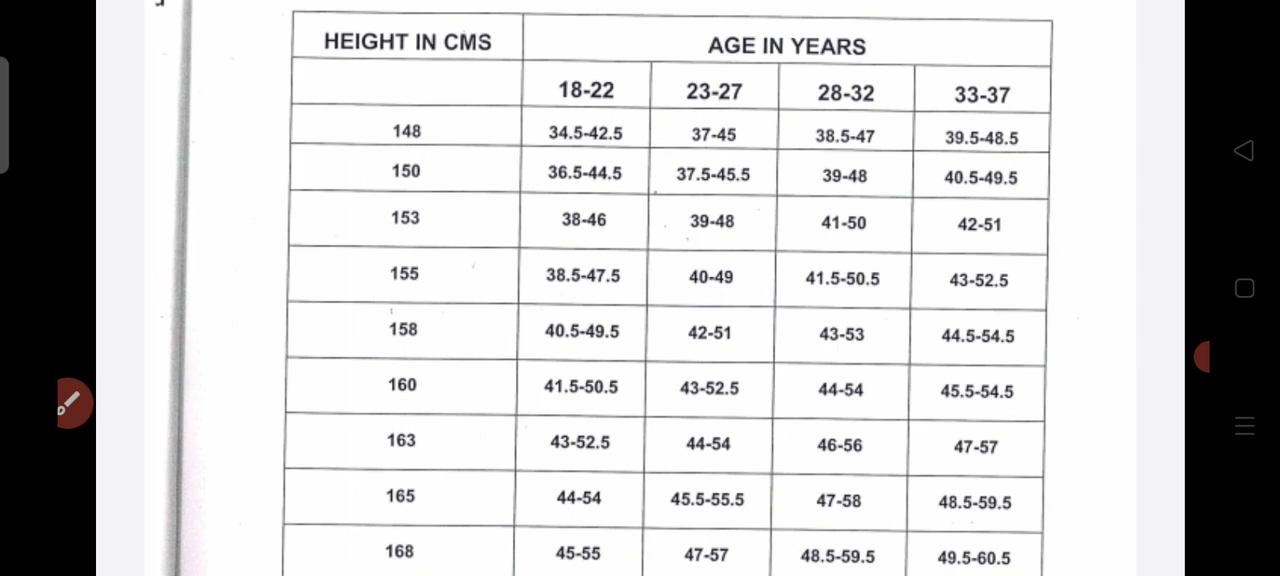 HEIGHT IN CMS AGE IN YEARS
18-22 23-27 28-32 33-37
148 34.5-42.5 37-45 38.5-47 39.5-48.5
150 36.5-44.5 37.5-45.5 39-48 40.5-49.5
153 38-46 39-48 41-50 42-51
155 38.5-47.5 40-49 41.5-50.5 43-52.5
158 40.5-49.5 42-51 43-53 44.5-54.5
160 41.5-50.5 43-52.5 44-54 45.5-54.5
163 43-52.5 44-54 46-56 47-57
165 44-54 45.5-55.5 47-58 48.5-59.5
168 45-55 47-57 48.5-59.5 49.5-60.5